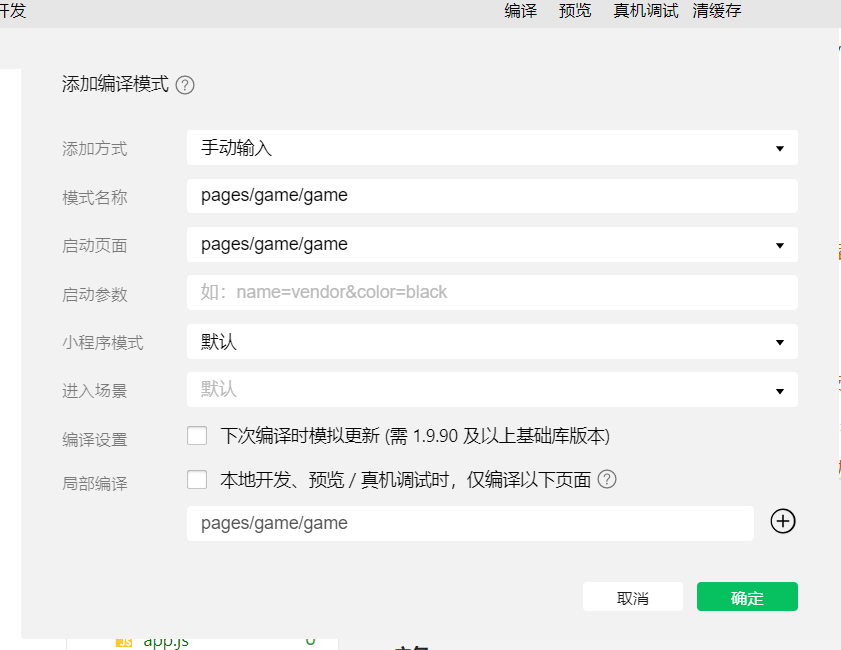 开发
编译 预览 真机调试 清缓存
添加编译模式 ?
添加方式 手动输入
模式名称 pages/game/game
启动页面 pages/game/game
启动参数 如：name=vendor&color=black
小程序模式 默认
进入场景 默认
编译设置 下次编译时模拟更新 (需 1.9.90 及以上基础库版本)
局部编译 本地开发、预览 / 真机调试时，仅编译以下页面 ?
pages/game/game
取消 确定
JS app.js